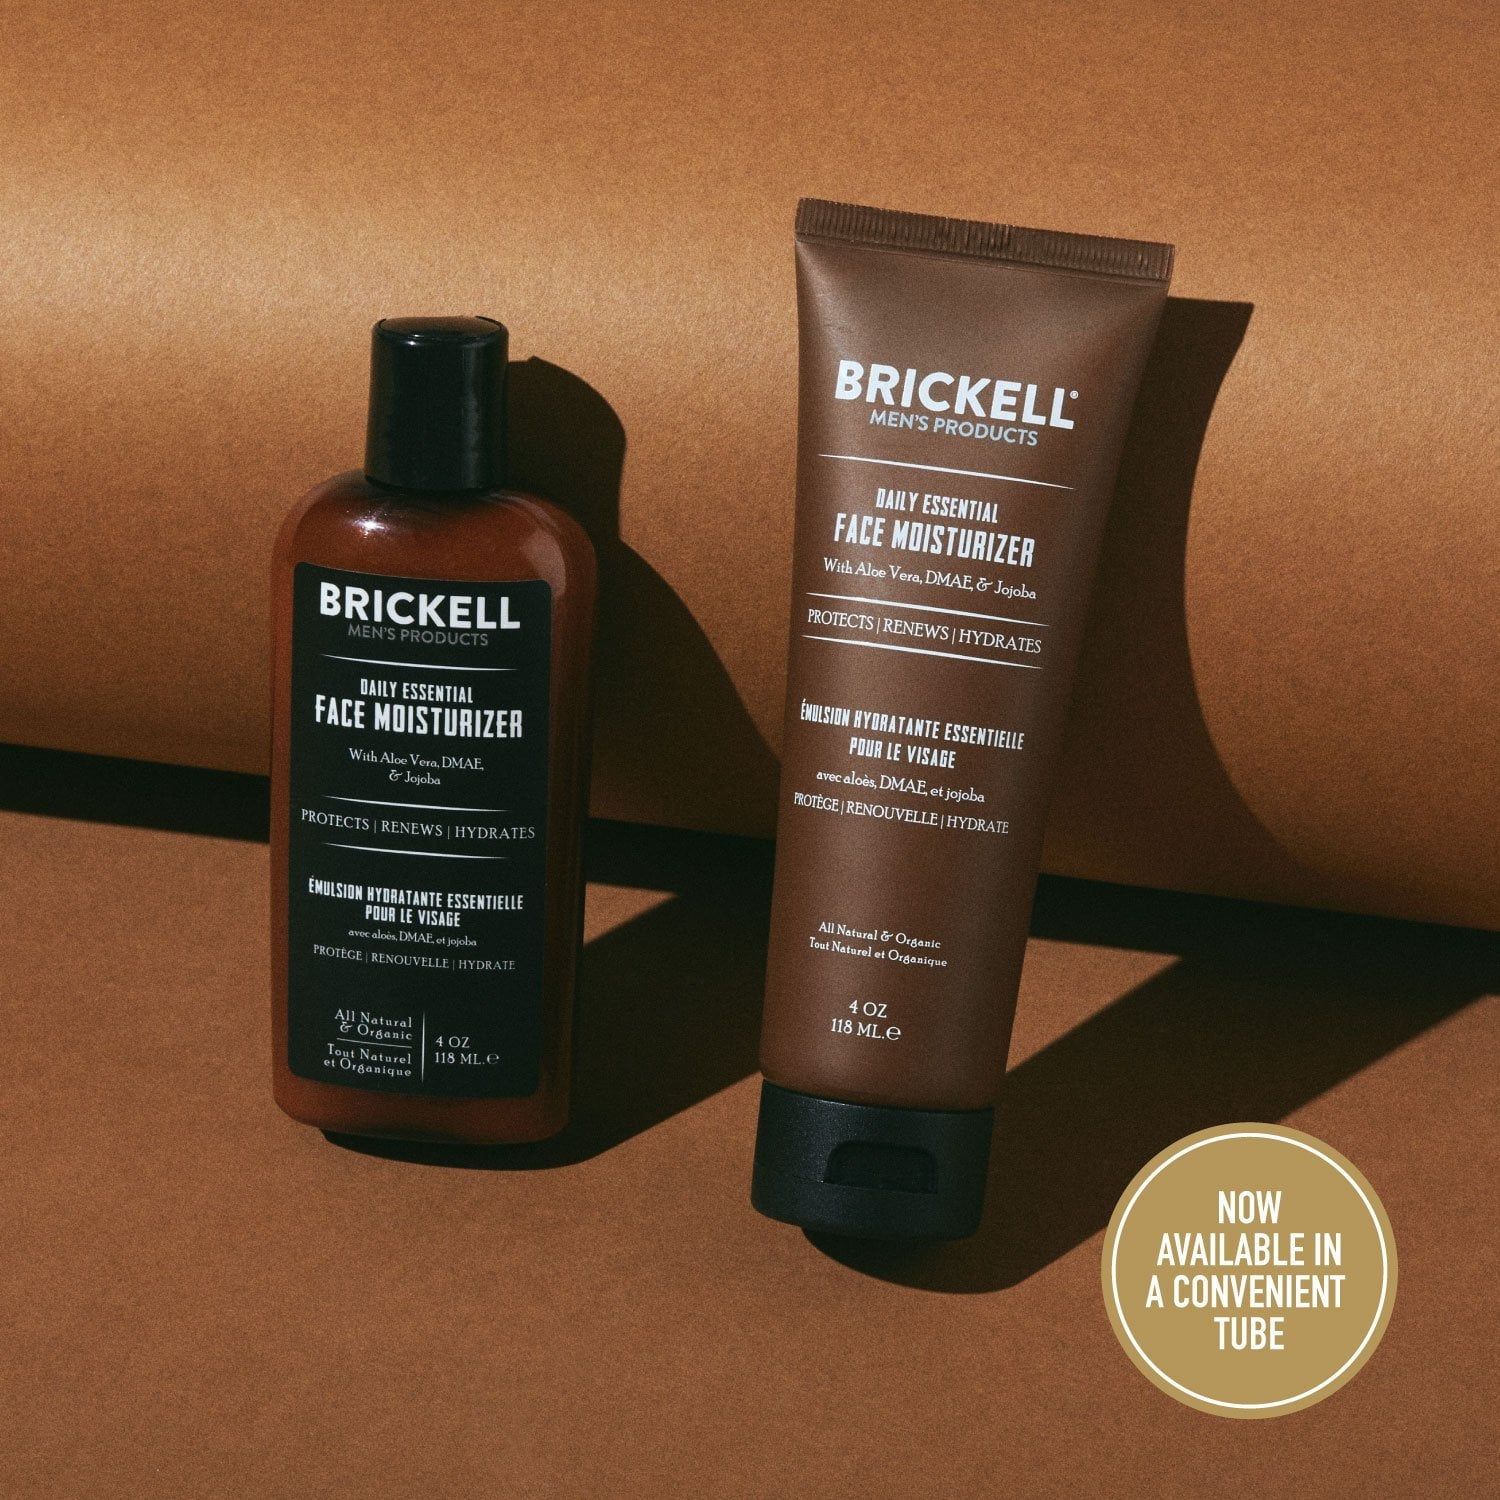 BRICKELL
MEN'S PRODUCTS
DAILY ESSENTIAL
FACE MOISTURIZER
With Aloe Vera, DMAE,
& Jojoba
PROTECTS | RENEWS | HYDRATES
ÉMULSION HYDRATANTE ESSENTIELLE
POUR LE VISAGE
avec aloès, DMAE, et jojoba
PROTÈGE | RENOUVELLE | HYDRATE
All Natural
& Organic
Tout Naturel
et Organique
4 OZ
118 ML.℮
BRICKELL®
MEN'S PRODUCTS
DAILY ESSENTIAL
FACE MOISTURIZER
With Aloe Vera, DMAE, & Jojoba
PROTECTS | RENEWS | HYDRATES
ÉMULSION HYDRATANTE ESSENTIELLE
POUR LE VISAGE
avec aloès, DMAE, et jojoba
PROTÈGE | RENOUVELLE | HYDRATE
All Natural & Organic
Tout Naturel et Organique
4 OZ
118 ML.℮
NOW
AVAILABLE IN
A CONVENIENT
TUBE